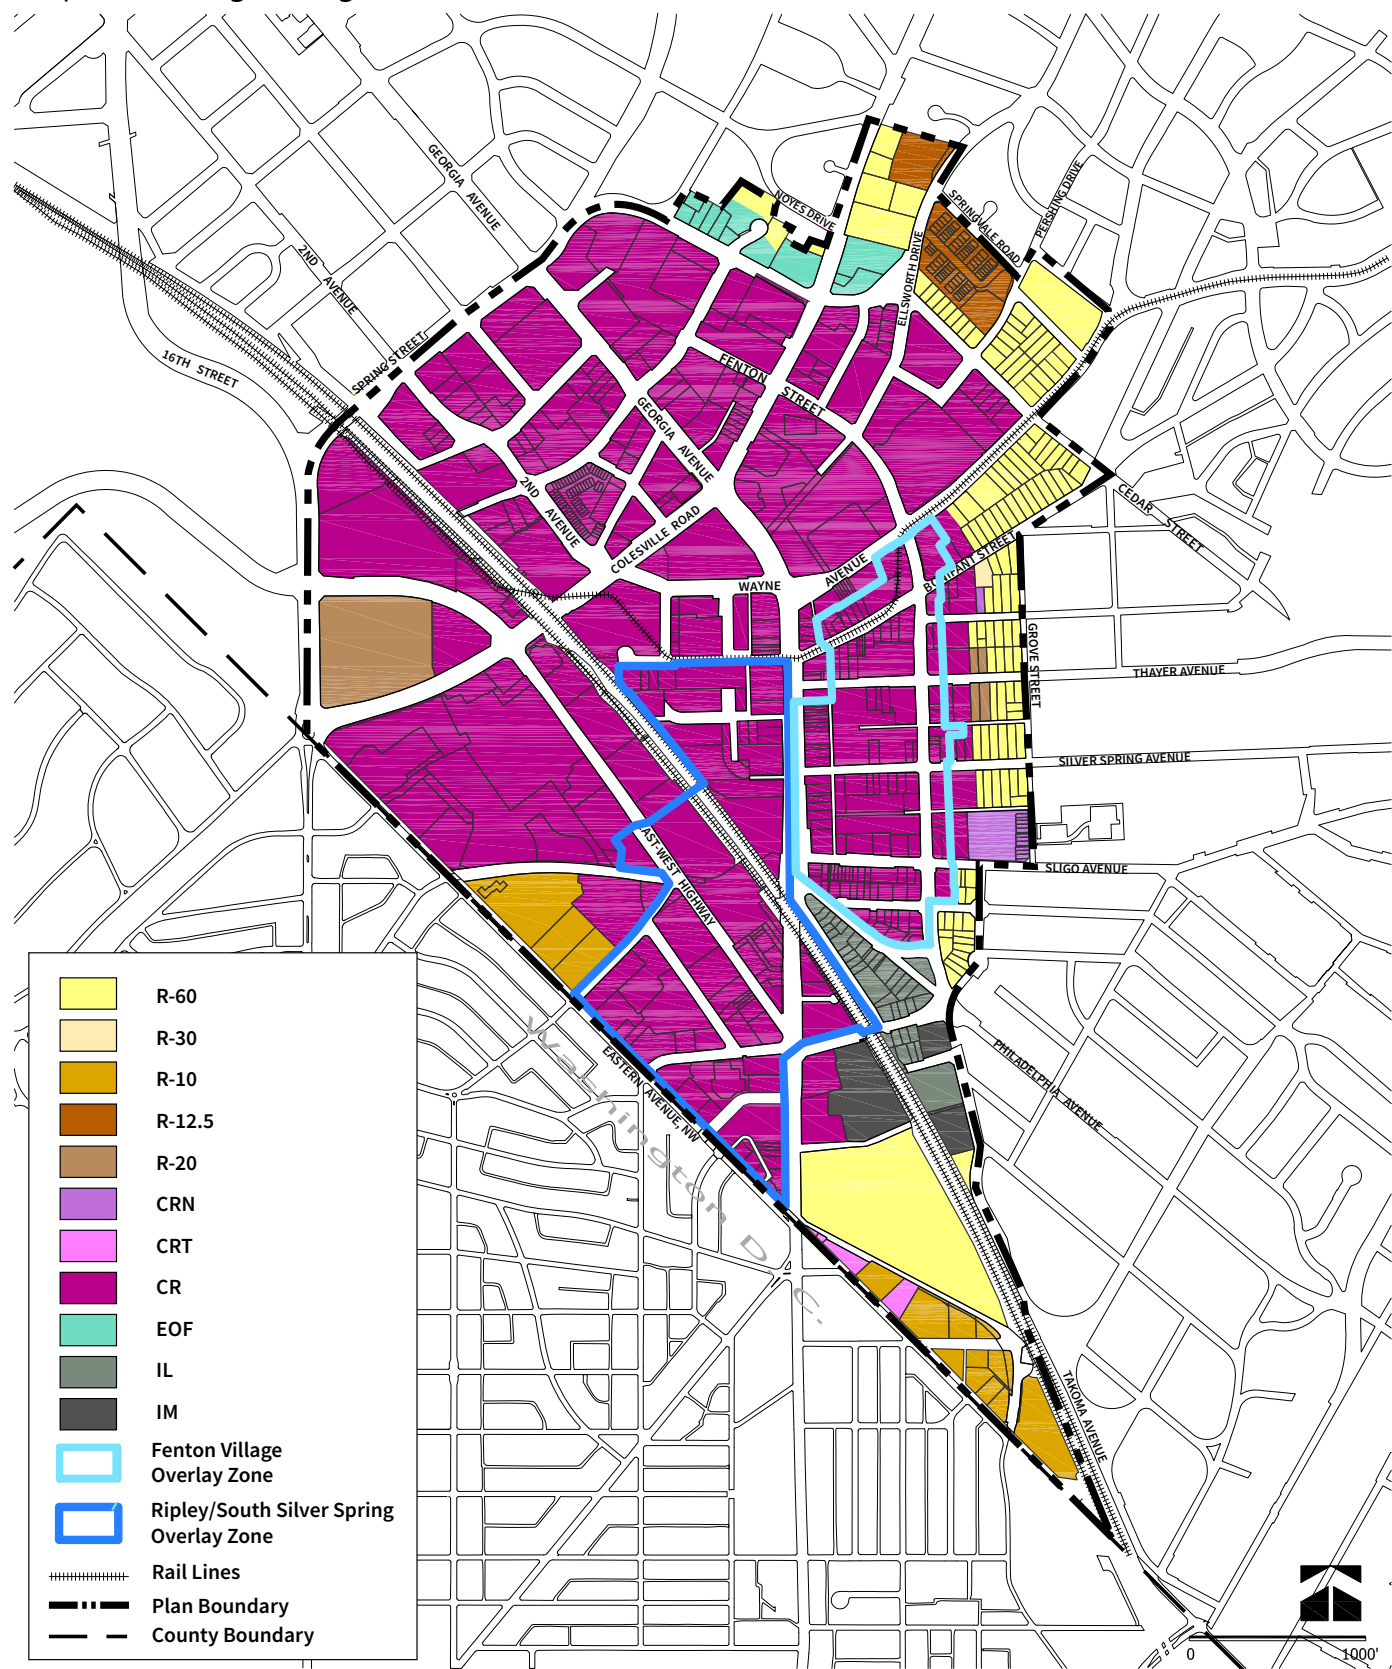 NOYES DRIVE
GEORGIA AVENUE
SPRINGVALE ROAD
PERSHING DRIVE
2ND AVENUE
ELLSWORTH DRIVE
16TH STREET
SPRING STREET
FENTON STREET
GEORGIA AVENUE
2ND AVENUE
COLESVILLE ROAD
CEDAR STREET
WAYNE AVENUE
BONIFANT STREET
GROVE STREET
THAYER AVENUE
SILVER SPRING AVENUE
SLIGO AVENUE
AST-WEST HIGHWAY
PHILADELPHIA AVENUE
EASTERN AVENUE, NW
Washington D.C.
TAKOMA AVENUE
R-60
R-30
R-10
R-12.5
R-20
CRN
CRT
CR
EOF
IL
IM
Fenton Village
Overlay Zone
Ripley/South Silver Spring
Overlay Zone
Rail Lines
Plan Boundary
County Boundary
0 1000'